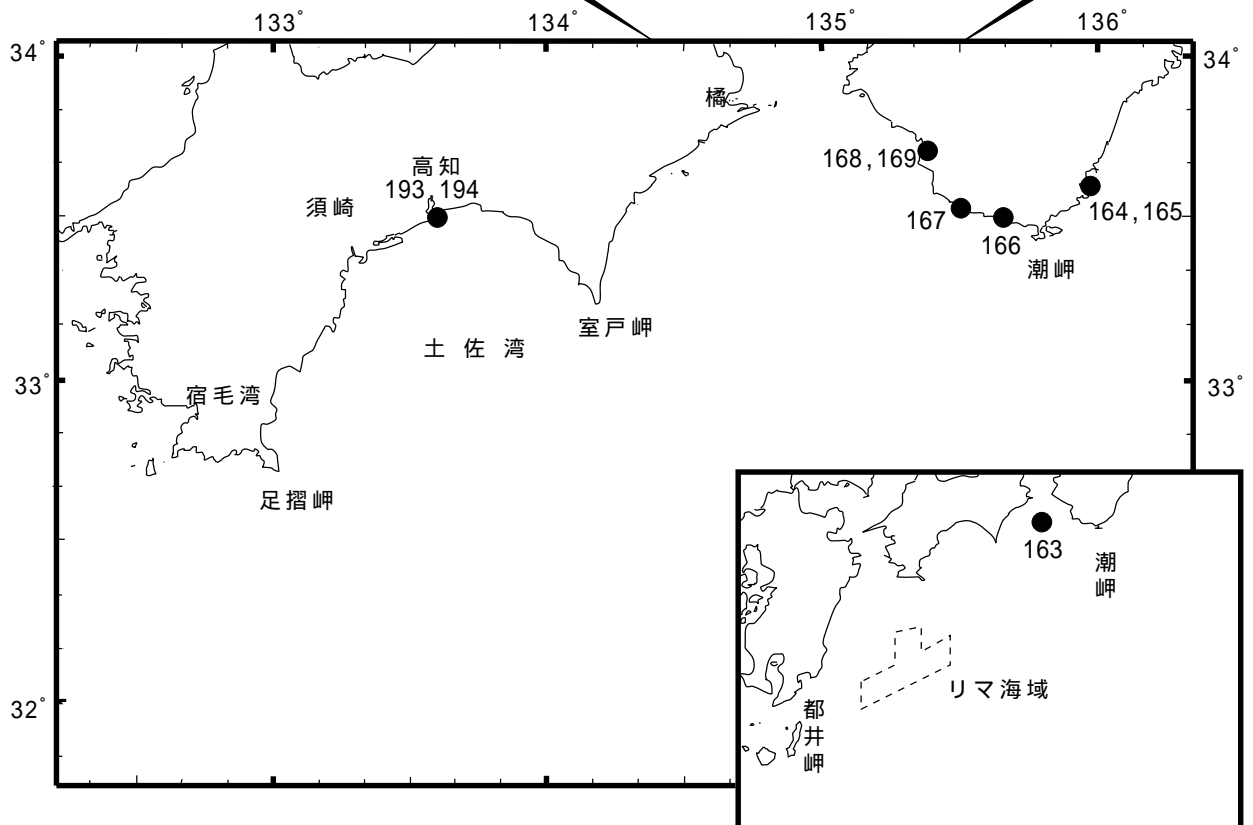 133°
134°
135°
136°
34°
34°
橘
168,169
高知
193,194
須崎
164,165
167
166
潮岬
室戸岬
土佐湾
33°
33°
宿毛湾
足摺岬
163
潮岬
リマ海域
32°
都井岬